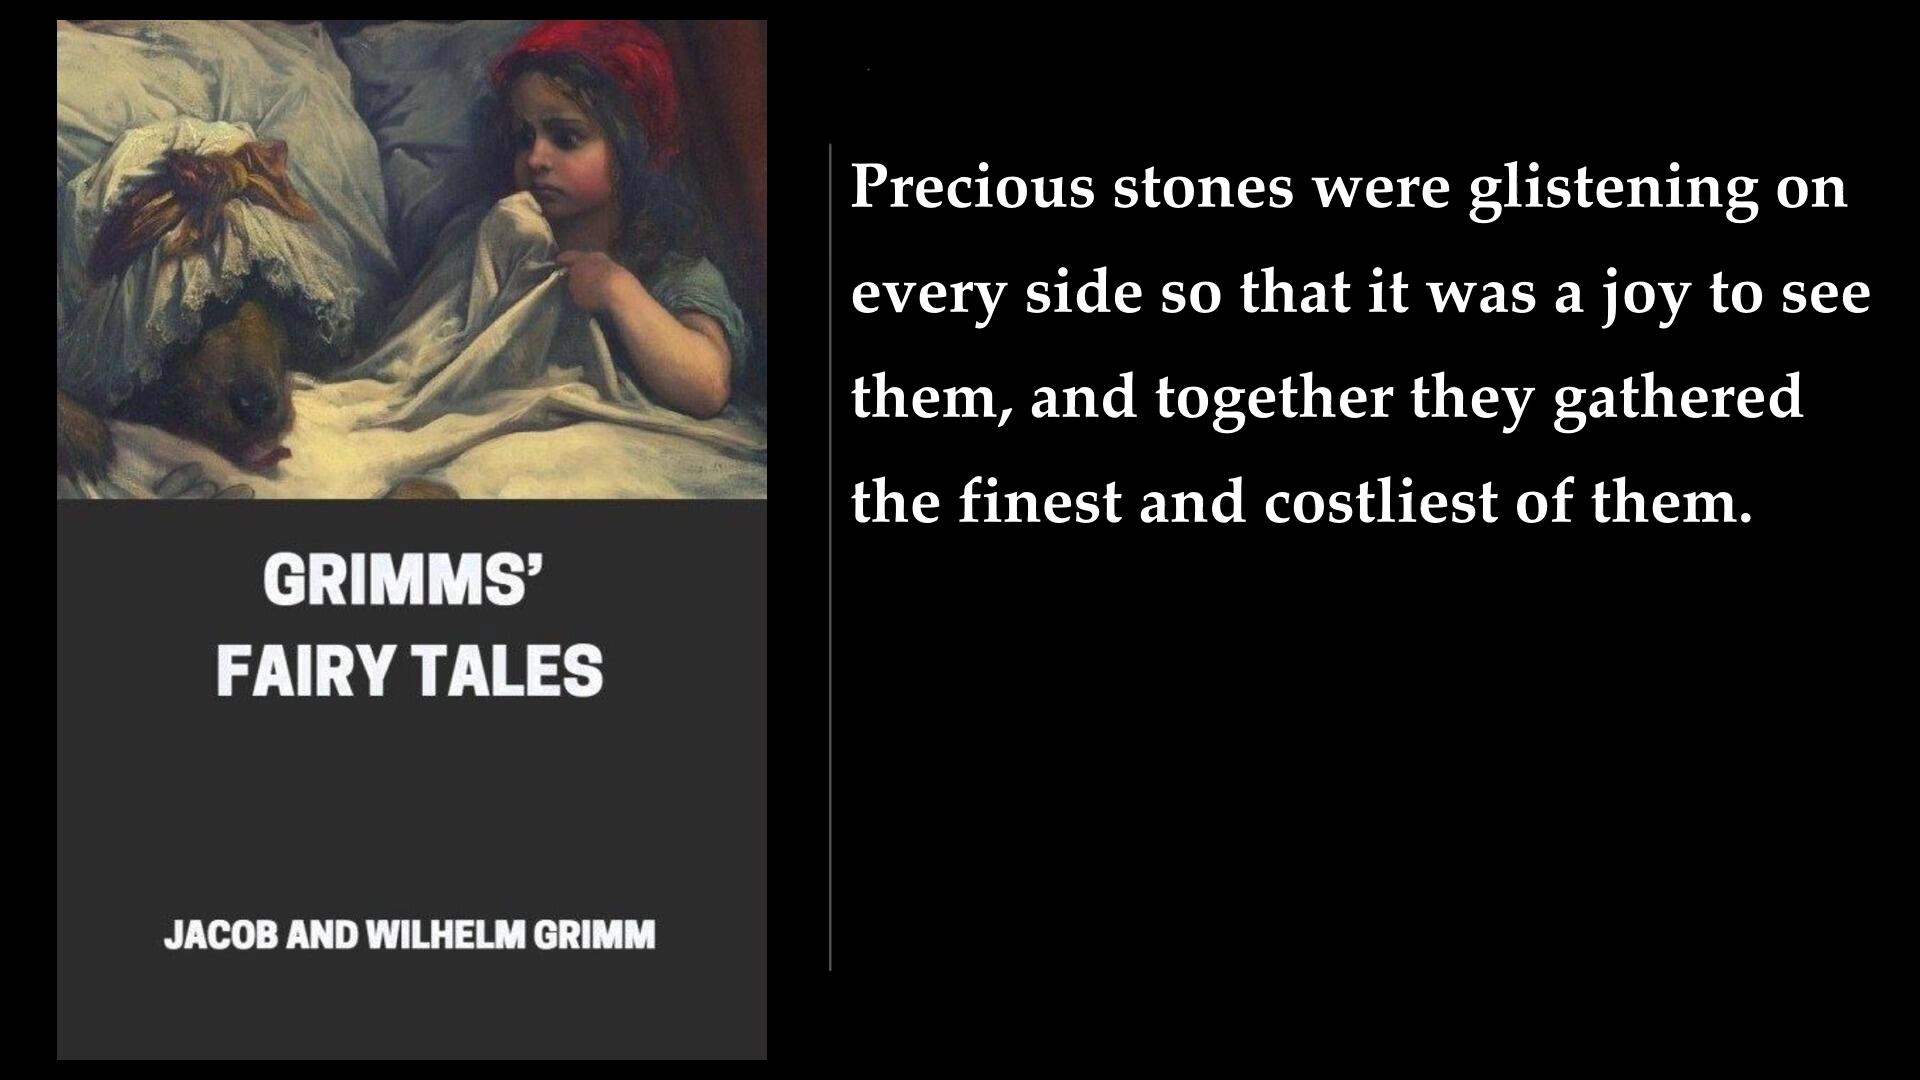 GRIMMS’
FAIRY TALES
JACOB AND WILHELM GRIMM
Precious stones were glistening on
every side so that it was a joy to see
them, and together they gathered
the finest and costliest of them.